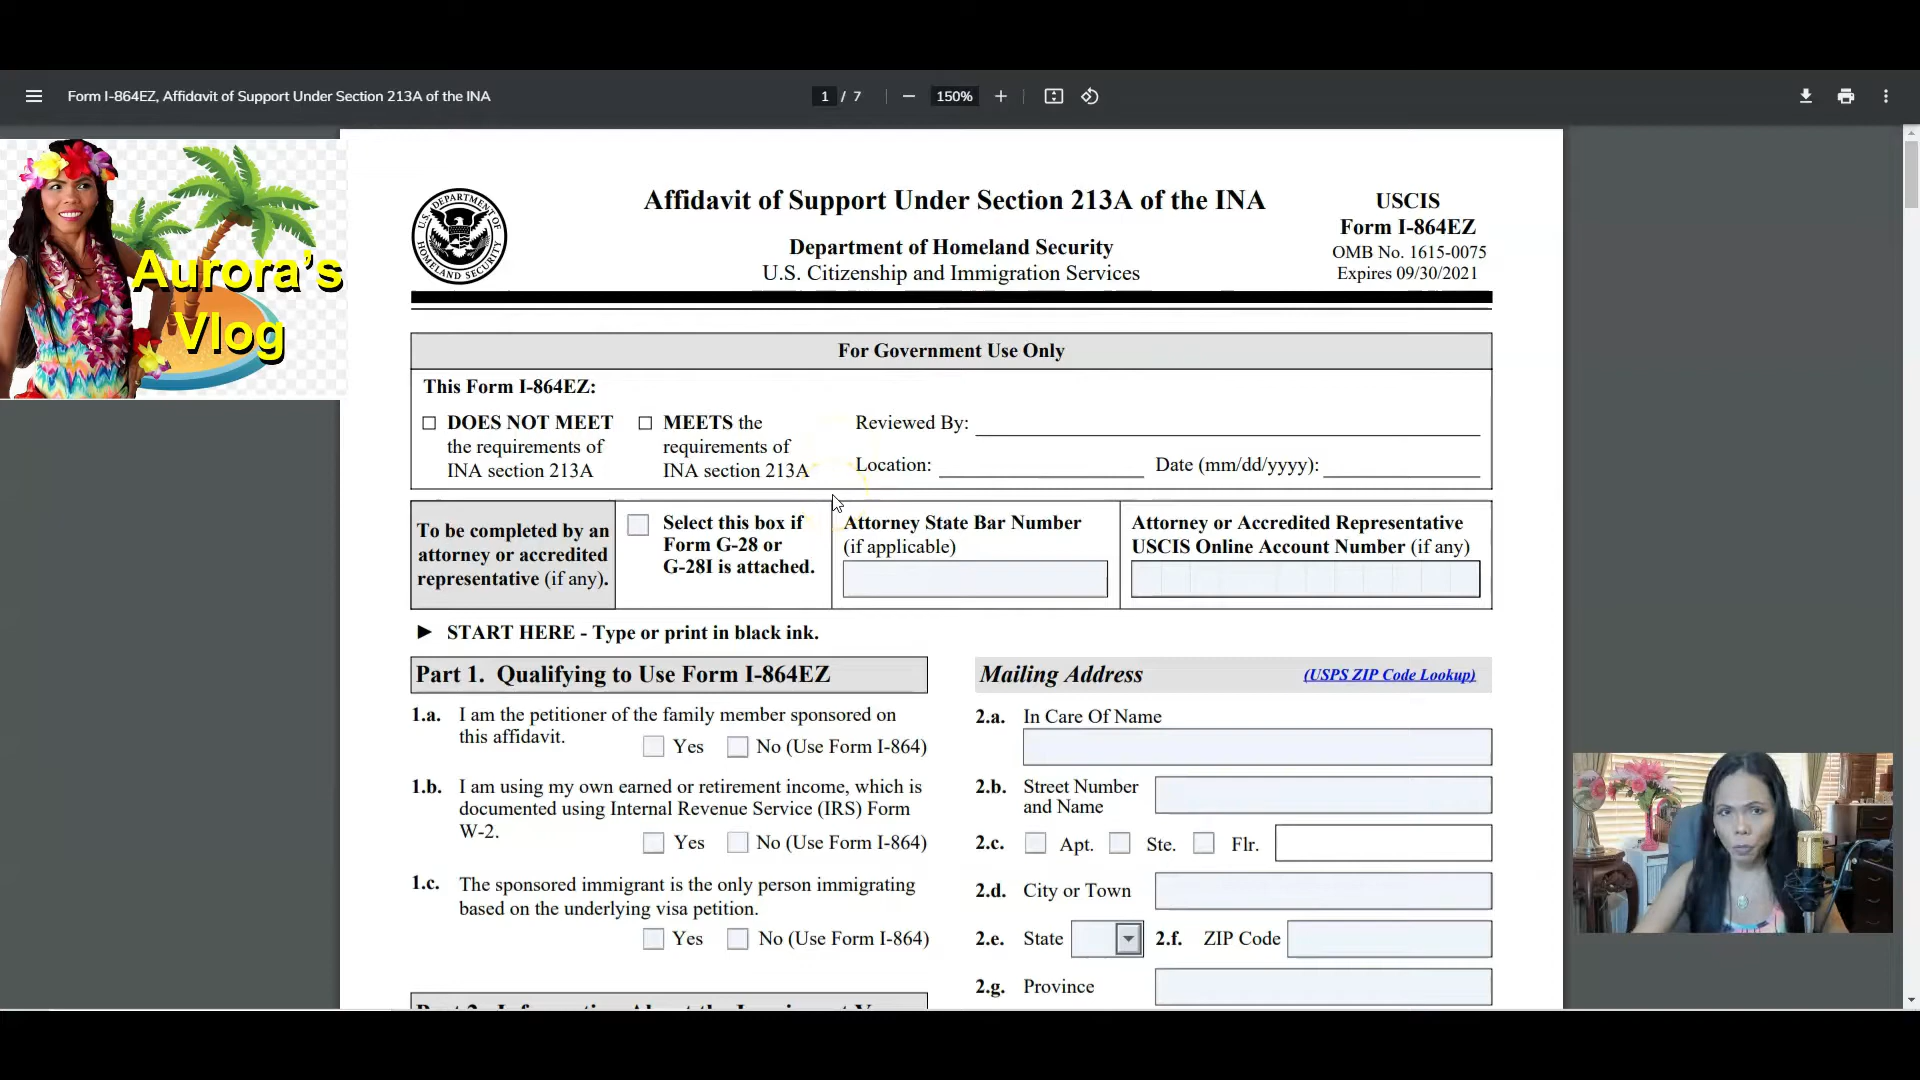 Form I-864EZ, Affidavit of Support Under Section 213A of the INA
1 / 7
150%
Aurora's
Vlog
U.S. DEPARTMENT OF HOMELAND SECURITY
Affidavit of Support Under Section 213A of the INA
Department of Homeland Security
U.S. Citizenship and Immigration Services
USCIS
Form I-864EZ
OMB No. 1615-0075
Expires 09/30/2021
For Government Use Only
This Form I-864EZ:
DOES NOT MEET
the requirements of
INA section 213A
MEETS the
requirements of
INA section 213A
Reviewed By:
Location:
Date (mm/dd/yyyy):
To be completed by an
attorney or accredited
representative (if any).
Select this box if
Form G-28 or
G-28I is attached.
Attorney State Bar Number
(if applicable)
Attorney or Accredited Representative
USCIS Online Account Number (if any)
► START HERE - Type or print in black ink.
Part 1. Qualifying to Use Form I-864EZ
1.a. I am the petitioner of the family member sponsored on
this affidavit.
Yes No (Use Form I-864)
1.b. I am using my own earned or retirement income, which is
documented using Internal Revenue Service (IRS) Form
W-2.
Yes No (Use Form I-864)
1.c. The sponsored immigrant is the only person immigrating
based on the underlying visa petition.
Yes No (Use Form I-864)
Mailing Address (USPS ZIP Code Lookup)
2.a. In Care Of Name
2.b. Street Number
and Name
2.c. Apt. Ste. Flr.
2.d. City or Town
2.e. State 2.f. ZIP Code
2.g. Province